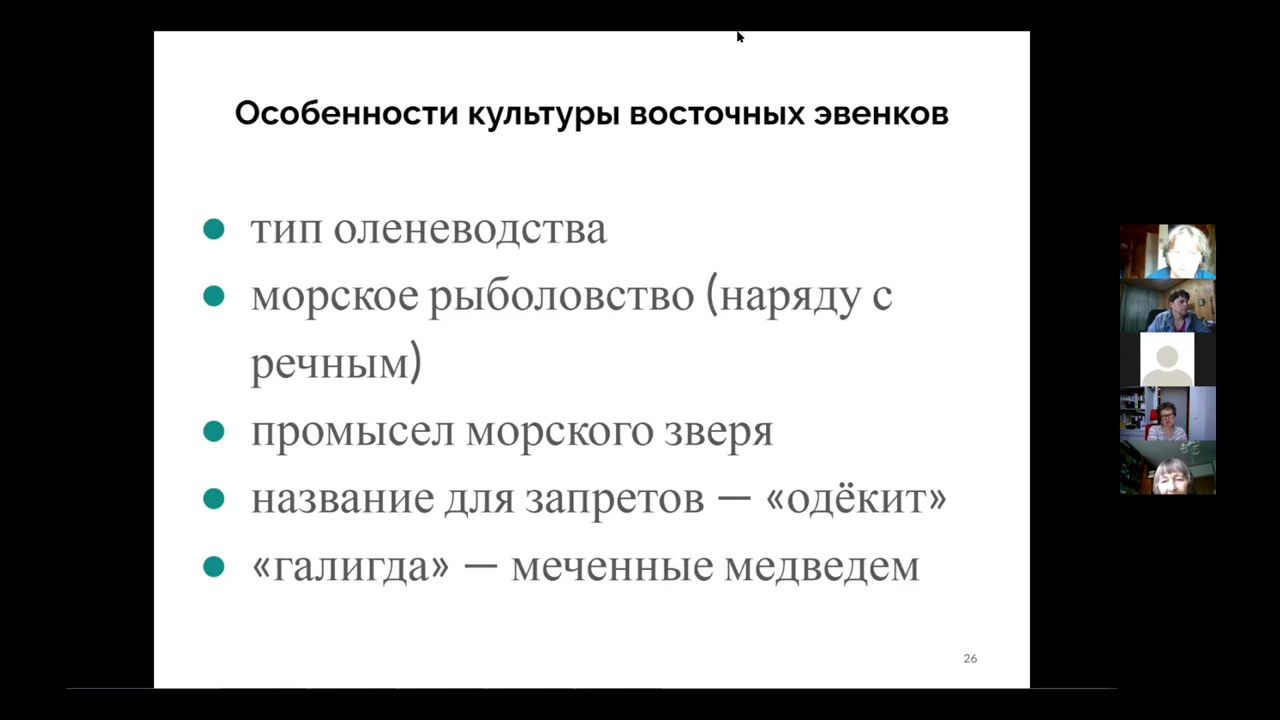 Особенности культуры восточных эвенков
тип оленеводства
морское рыболовство (наряду с
речным)
промысел морского зверя
название для запретов — «одёкит»
«галигда» — меченные медведем
26